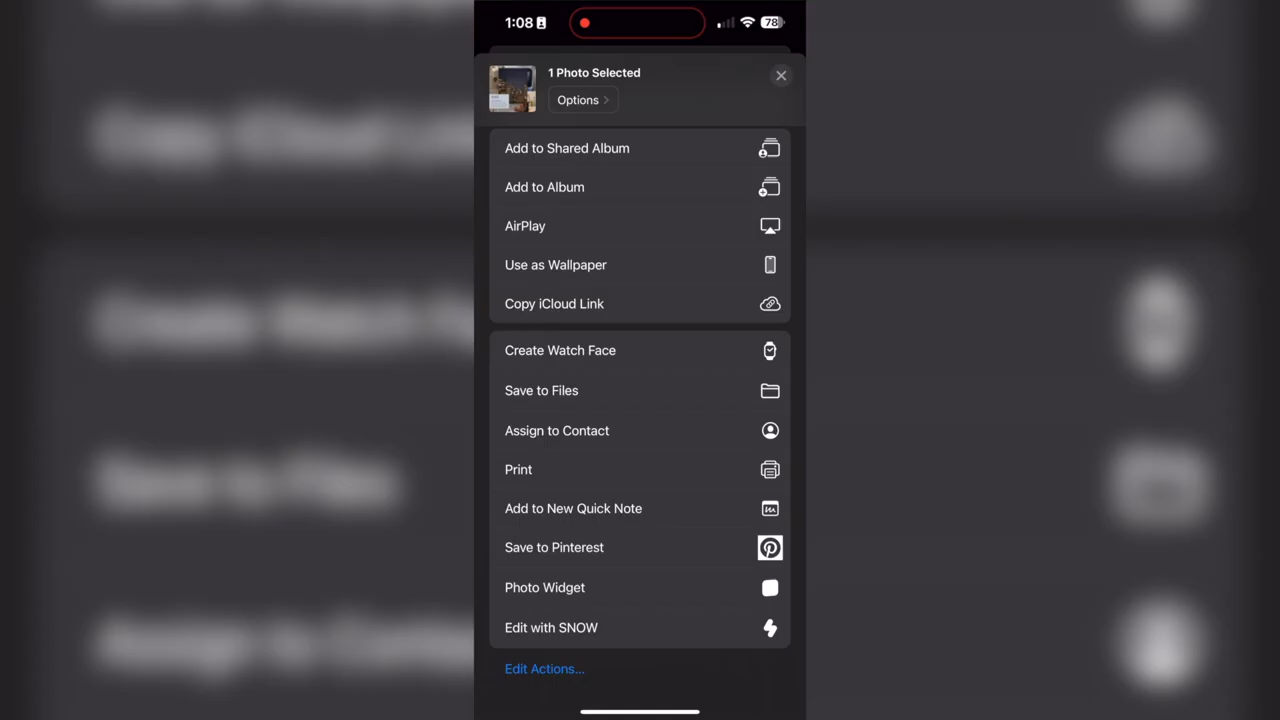 1:08
78
1 Photo Selected
Options
Add to Shared Album
Add to Album
AirPlay
Use as Wallpaper
Copy iCloud Link
Create Watch Face
Save to Files
Assign to Contact
Print
Add to New Quick Note
Save to Pinterest
Photo Widget
Edit with SNOW
Edit Actions...